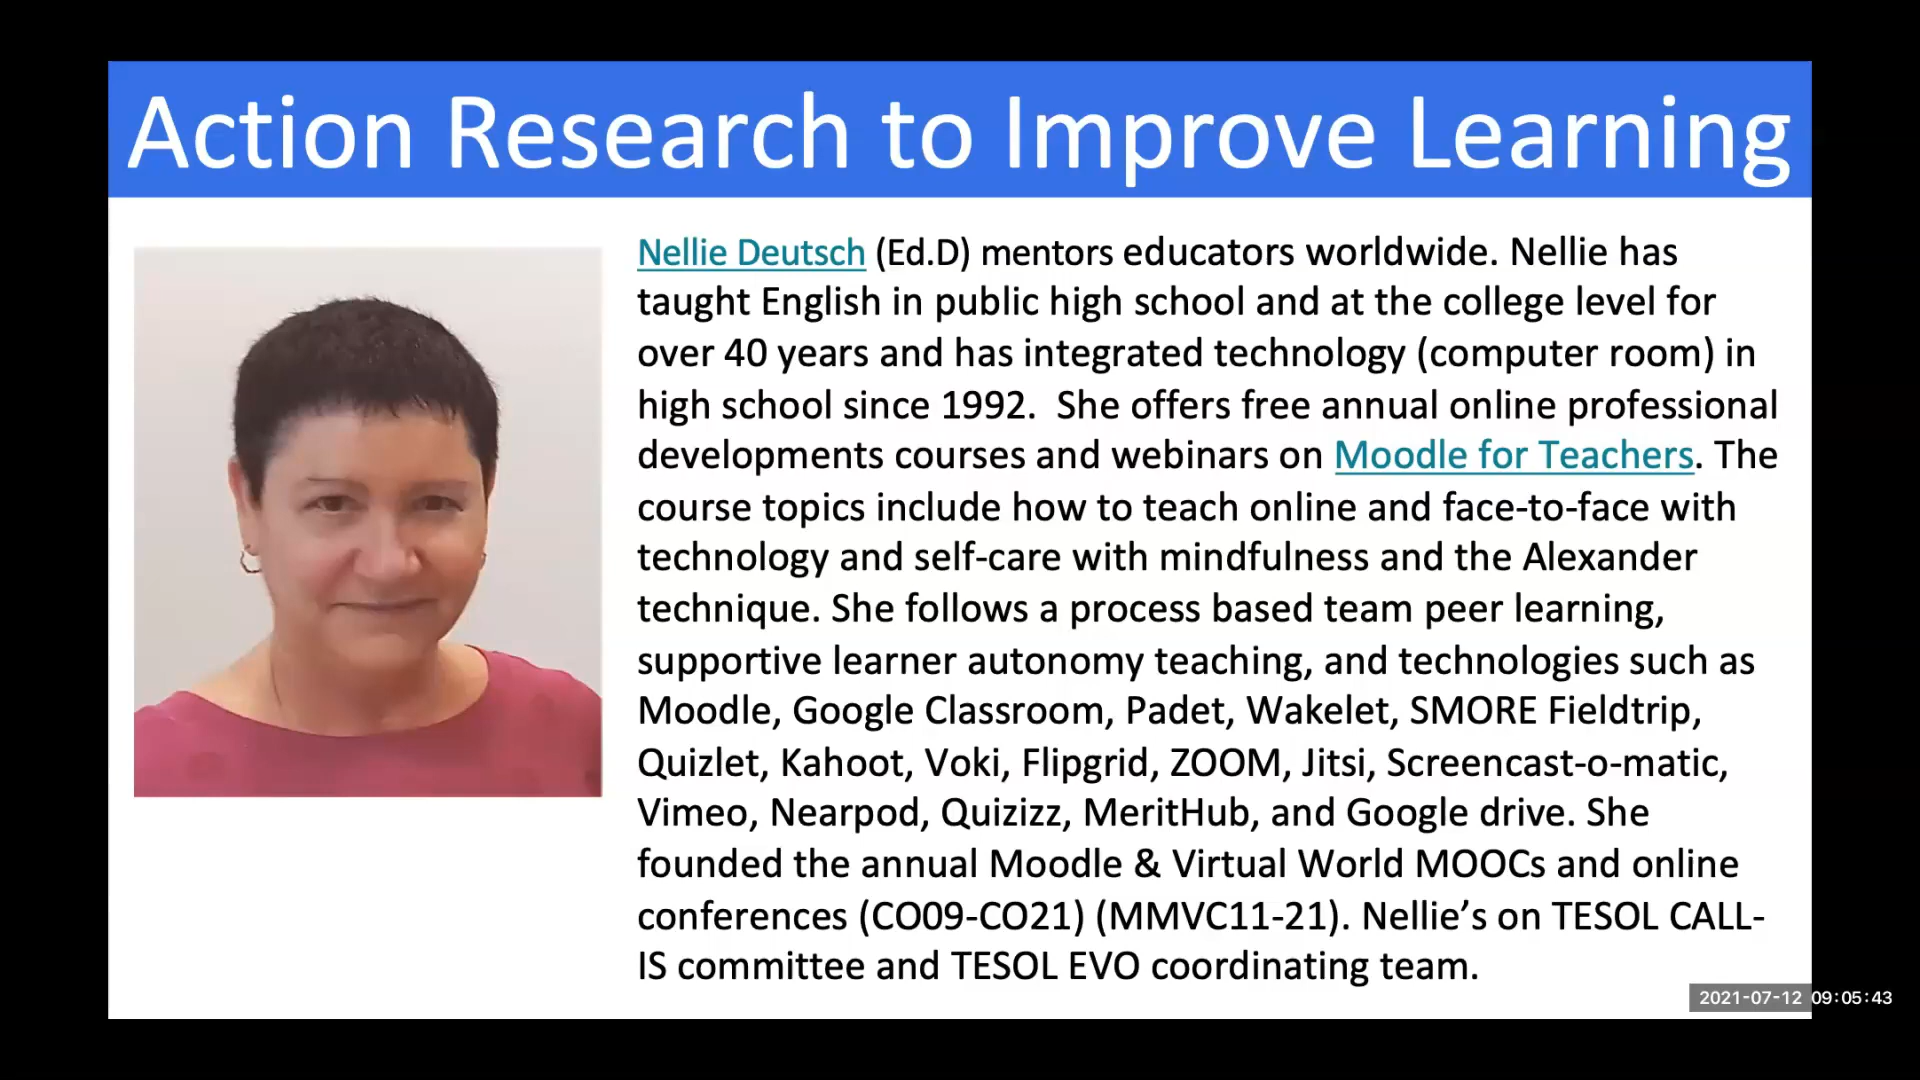 Action Research to Improve Learning
Nellie Deutsch (Ed.D) mentors educators worldwide. Nellie has
taught English in public high school and at the college level for
over 40 years and has integrated technology (computer room) in
high school since 1992.  She offers free annual online professional
developments courses and webinars on Moodle for Teachers. The
course topics include how to teach online and face-to-face with
technology and self-care with mindfulness and the Alexander
technique. She follows a process based team peer learning,
supportive learner autonomy teaching, and technologies such as
Moodle, Google Classroom, Padet, Wakelet, SMORE Fieldtrip,
Quizlet, Kahoot, Voki, Flipgrid, ZOOM, Jitsi, Screencast-o-matic,
Vimeo, Nearpod, Quizizz, MeritHub, and Google drive. She
founded the annual Moodle & Virtual World MOOCs and online
conferences (CO09-CO21) (MMVC11-21). Nellie’s on TESOL CALL-
IS committee and TESOL EVO coordinating team.
2021-07-12 09:05:43